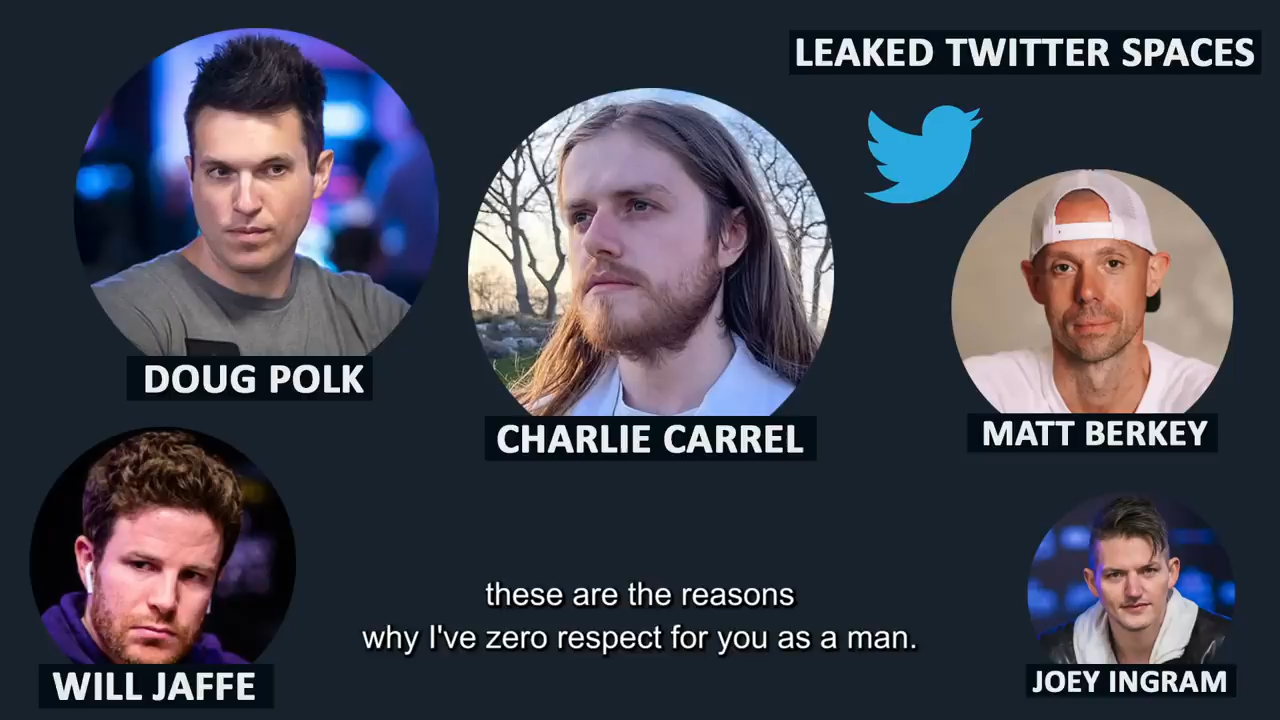 LEAKED TWITTER SPACES
DOUG POLK
CHARLIE CARREL
MATT BERKEY
these are the reasons
why I've zero respect for you as a man.
WILL JAFFE
JOEY INGRAM